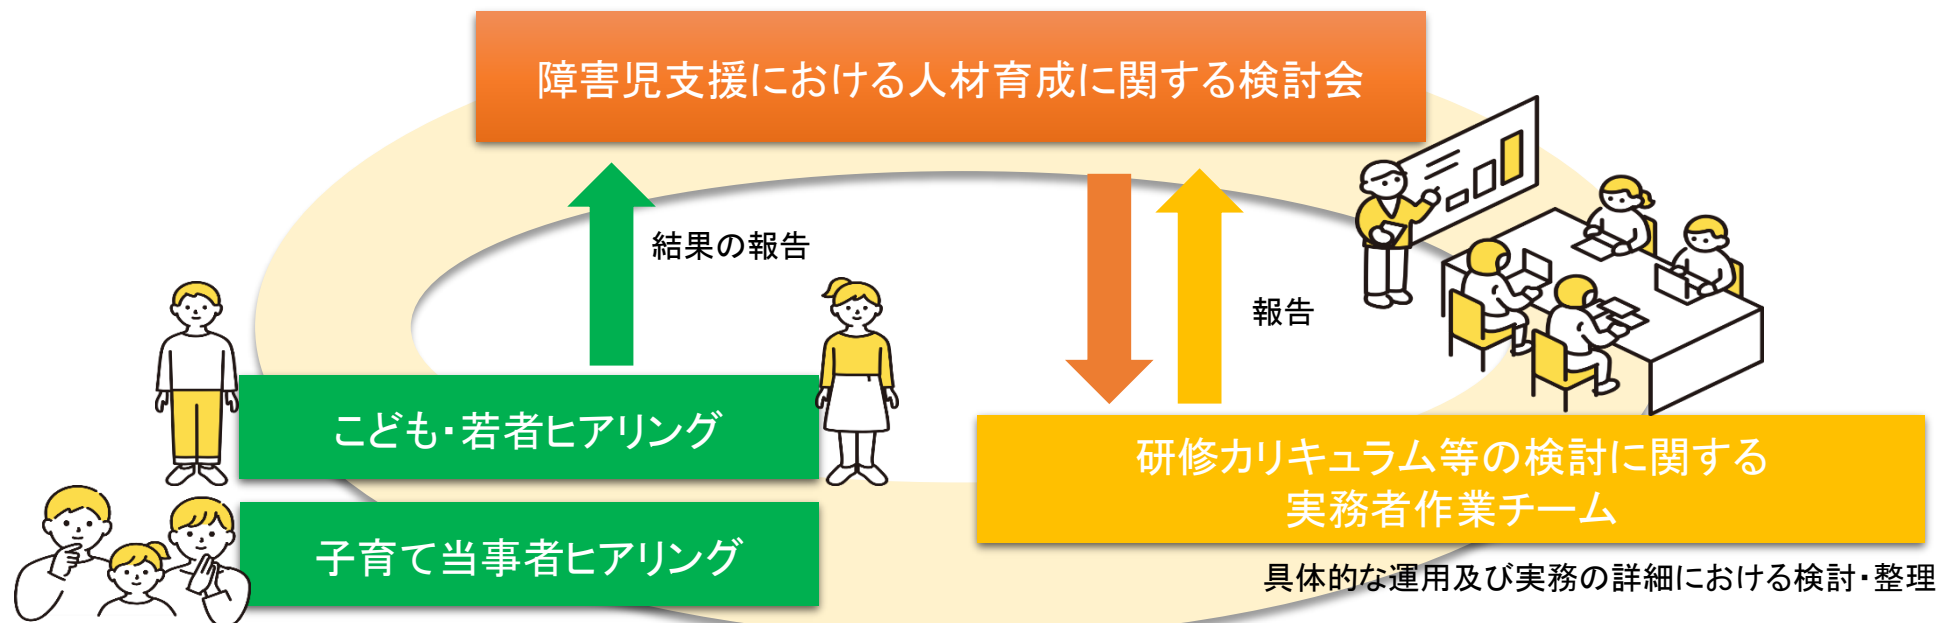 障害児支援における人材育成に関する検討会
結果の報告
報告
こども・若者ヒアリング
研修カリキュラム等の検討に関する
実務者作業チーム
子育て当事者ヒアリング
具体的な運用及び実務の詳細における検討・整理